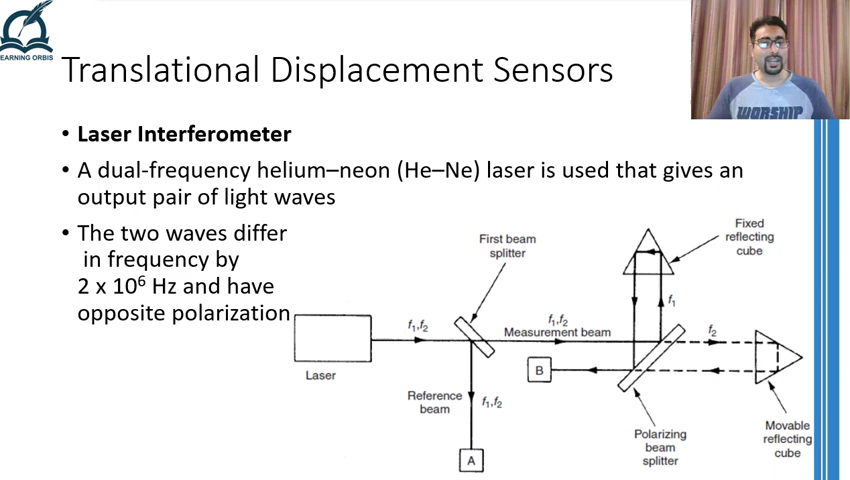 EARNING ORBIS
Translational Displacement Sensors
WORSHIP
• Laser Interferometer
• A dual-frequency helium–neon (He–Ne) laser is used that gives an
output pair of light waves
• The two waves differ
in frequency by
2 x 10⁶ Hz and have
opposite polarization
First beam
splitter
Fixed
reflecting
cube
f₁
f₁,f₂
f₁,f₂
Measurement beam
f₂
B
Laser
Reference
beam
f₁,f₂
A
Polarizing
beam
splitter
Movable
reflecting
cube